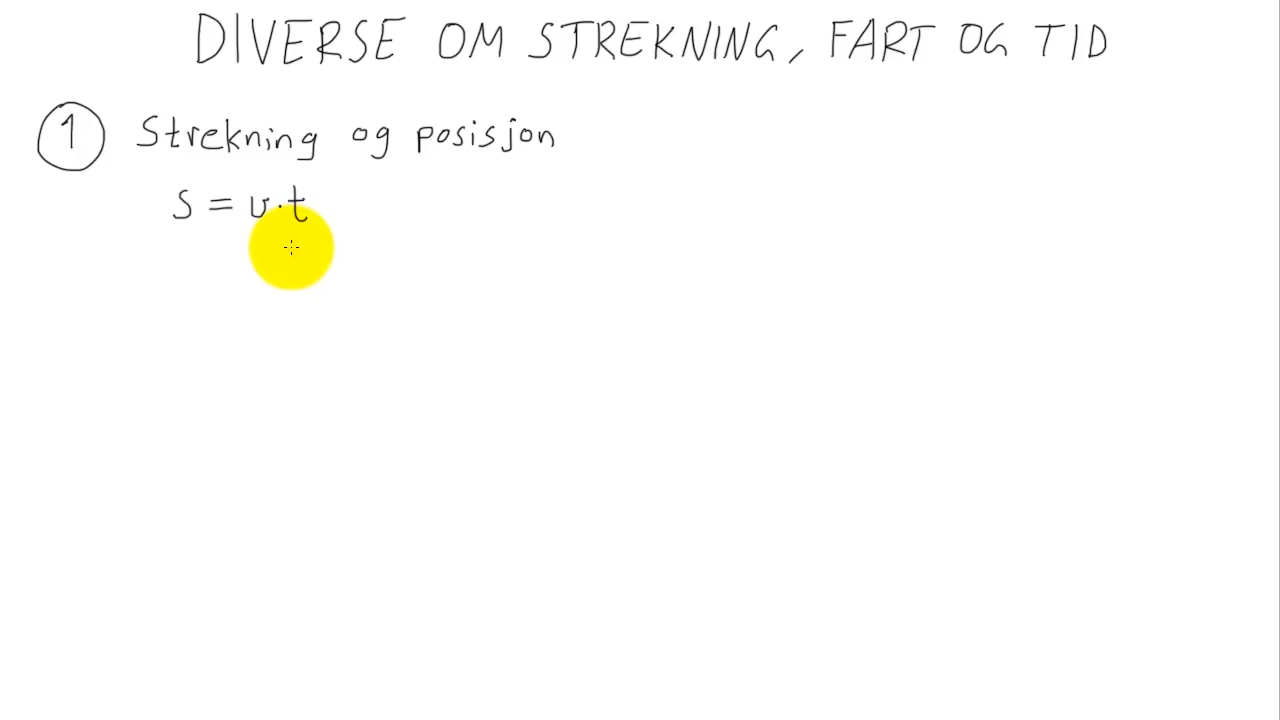 DIVERSE OM STREKNING, FART OG TID
1 Strekning og posisjon
s = v·t